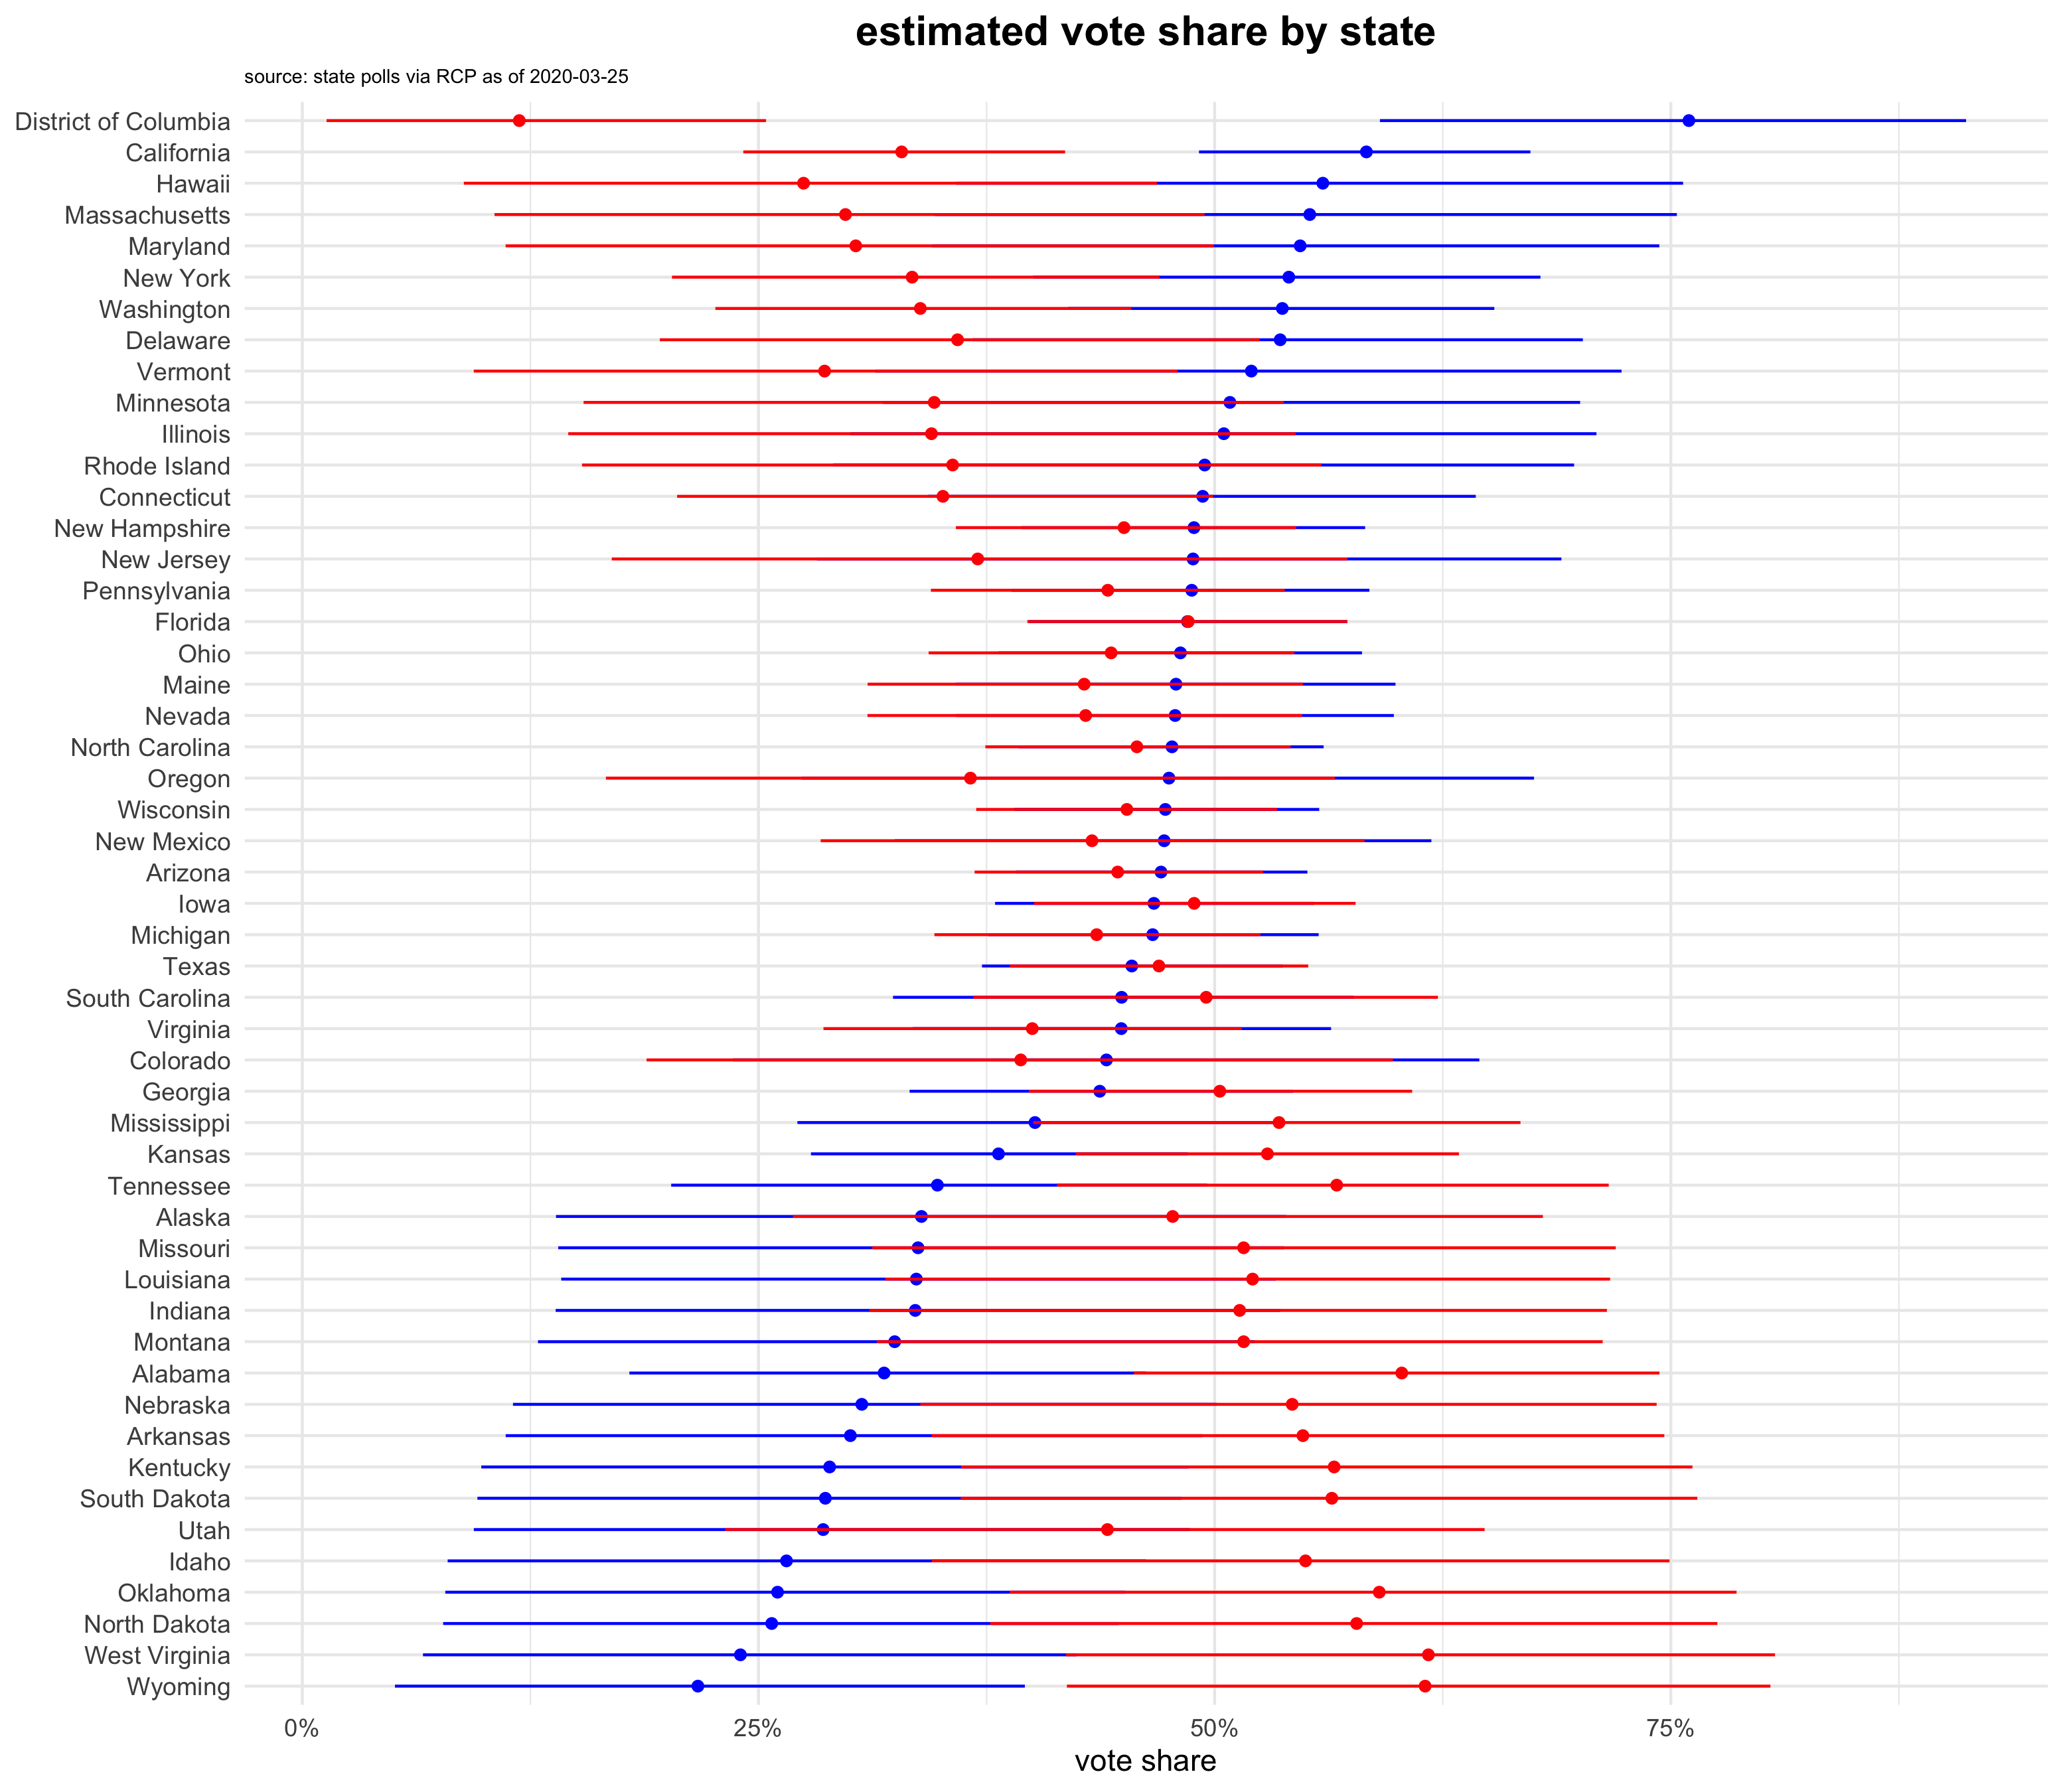 estimated vote share by state
source: state polls via RCP as of 2020-03-25
District of Columbia
California
Hawaii
Massachusetts
Maryland
New York
Washington
Delaware
Vermont
Minnesota
Illinois
Rhode Island
Connecticut
New Hampshire
New Jersey
Pennsylvania
Florida
Ohio
Maine
Nevada
North Carolina
Oregon
Wisconsin
New Mexico
Arizona
Iowa
Michigan
Texas
South Carolina
Virginia
Colorado
Georgia
Mississippi
Kansas
Tennessee
Alaska
Missouri
Louisiana
Indiana
Montana
Alabama
Nebraska
Arkansas
Kentucky
South Dakota
Utah
Idaho
Oklahoma
North Dakota
West Virginia
Wyoming
0% 25% 50% 75%
vote share